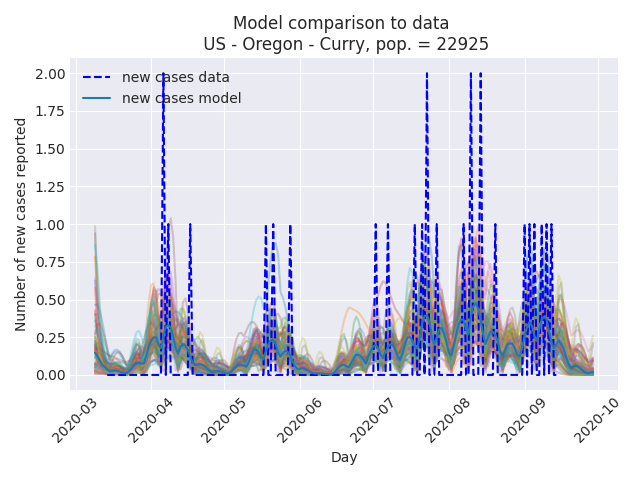 Model comparison to data
US - Oregon - Curry, pop. = 22925
new cases data
new cases model
Number of new cases reported
2.00
1.75
1.50
1.25
1.00
0.75
0.50
0.25
0.00
2020-03
2020-04
2020-05
2020-06
2020-07
2020-08
2020-09
2020-10
Day